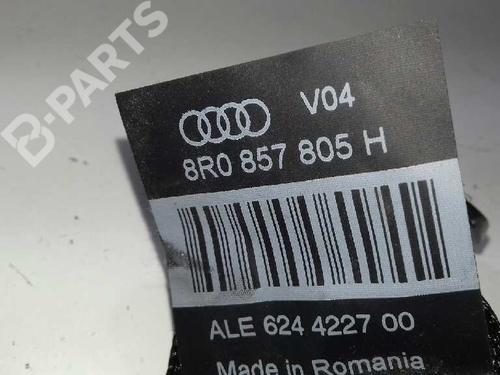 B-PARTS
V04
8R0 857 805 H
ALE 624 4227 00
Made in Romania